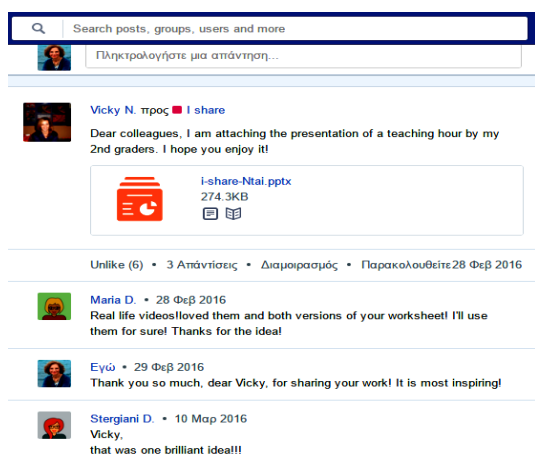 Search posts, groups, users and more
Πληκτρολογήστε μια απάντηση...
Vicky N. προς I share
Dear colleagues, I am attaching the presentation of a teaching hour by my
2nd graders. I hope you enjoy it!
i-share-Ntai.pptx
274.3KB
Unlike (6) • 3 Απάντίσεις • Διαμοιρασμός • Παρακολουθείτε 28 Φεβ 2016
Maria D. • 28 Φεβ 2016
Real life videos!loved them and both versions of your worksheet! I'll use
them for sure! Thanks for the idea!
Εγώ • 29 Φεβ 2016
Thank you so much, dear Vicky, for sharing your work! It is most inspiring!
Stergiani D. • 10 Μαρ 2016
Vicky,
that was one brilliant idea!!!